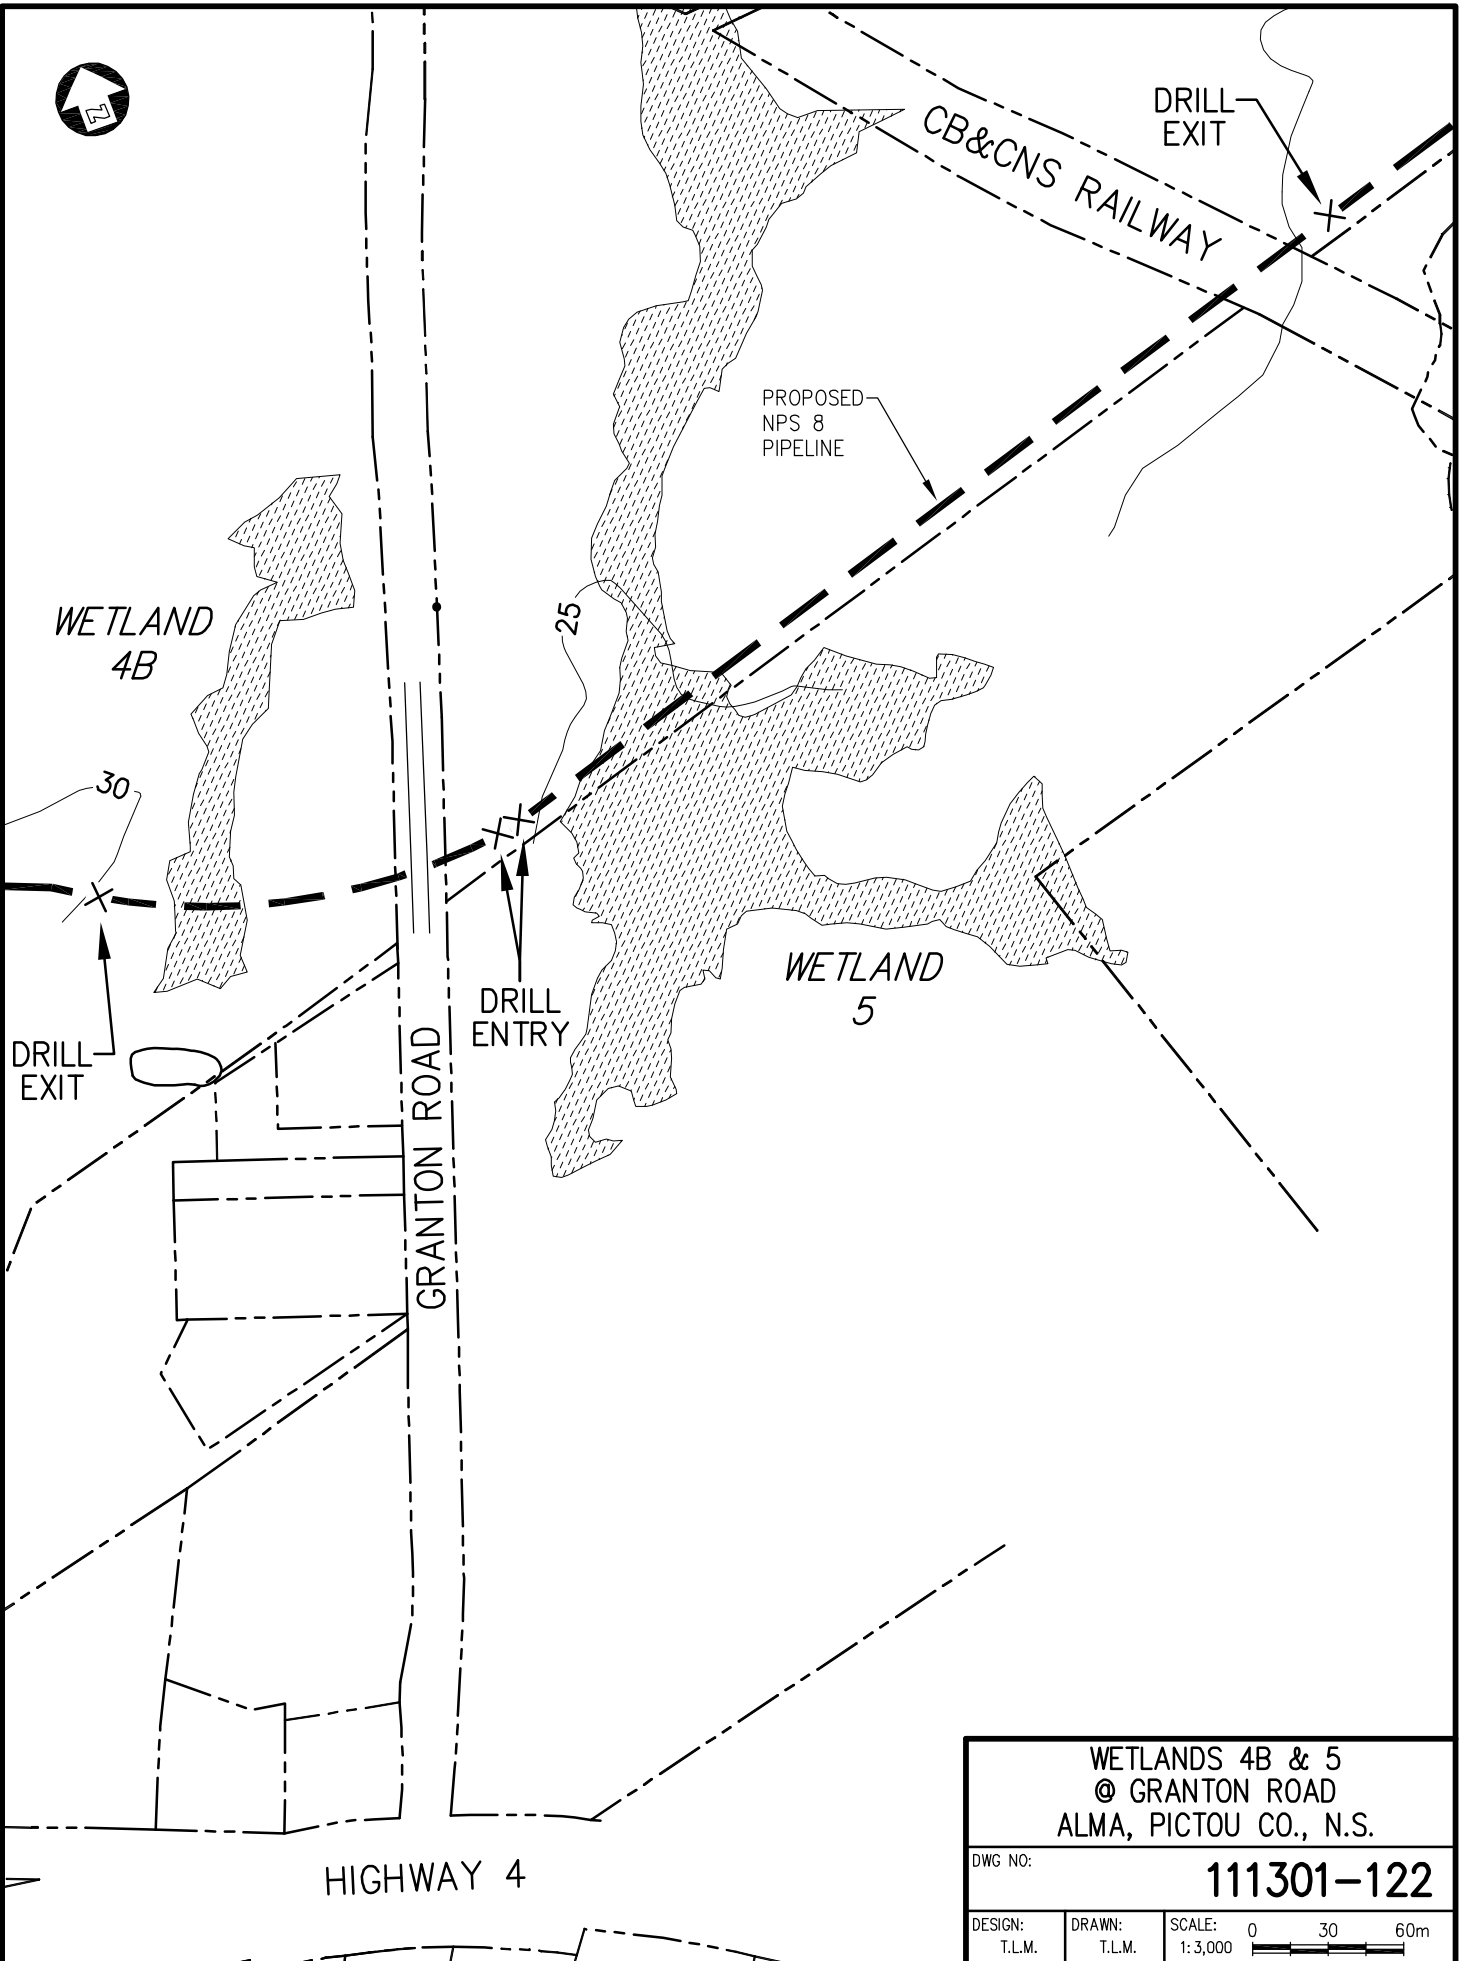 N
DRILL
EXIT
CB&CNS RAILWAY
PROPOSED
NPS 8
PIPELINE
WETLAND
4B
25
30
WETLAND
5
DRILL
ENTRY
DRILL
EXIT
GRANTON ROAD
HIGHWAY 4
WETLANDS 4B & 5
@ GRANTON ROAD
ALMA, PICTOU CO., N.S.
DWG NO:
111301-122
DESIGN:
T.L.M.
DRAWN:
T.L.M.
SCALE:
1:3,000
0 30 60m